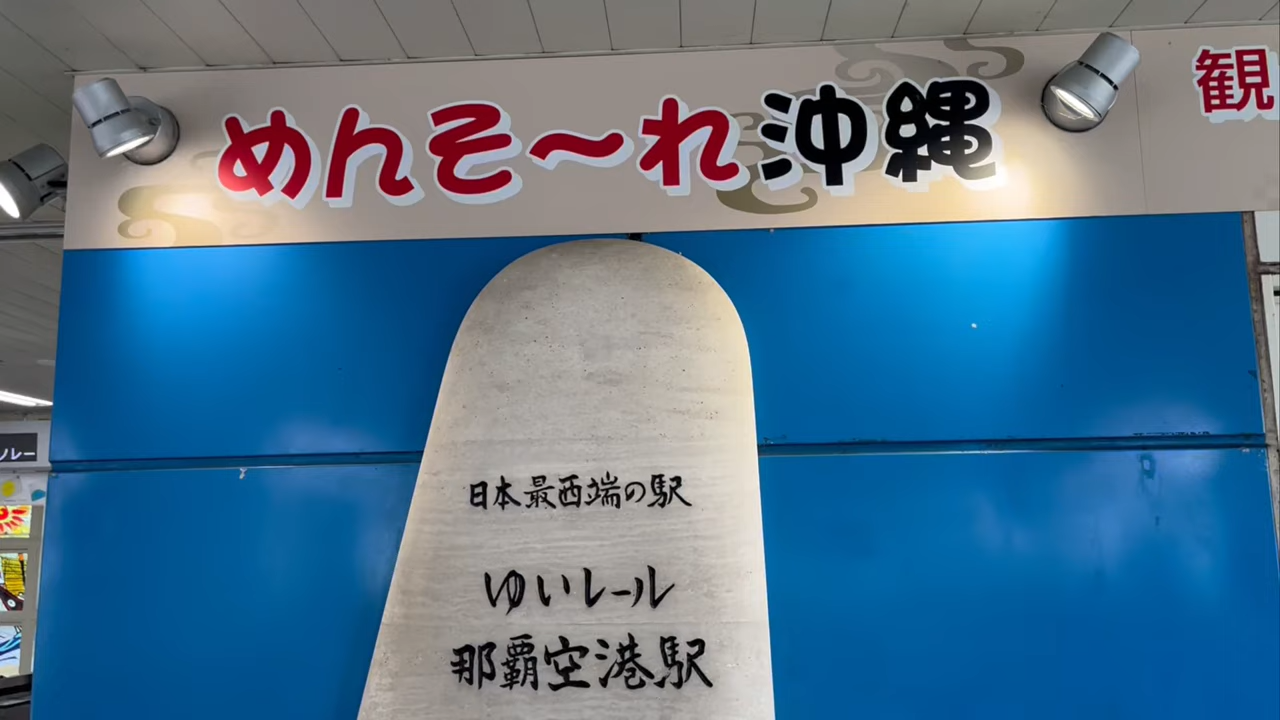 めんそ〜れ沖縄
観
日本最西端の駅
ゆいレール
那覇空港駅